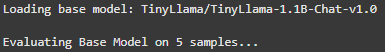 Loading base model: TinyLlama/TinyLlama-1.1B-Chat-v1.0
Evaluating Base Model on 5 samples...